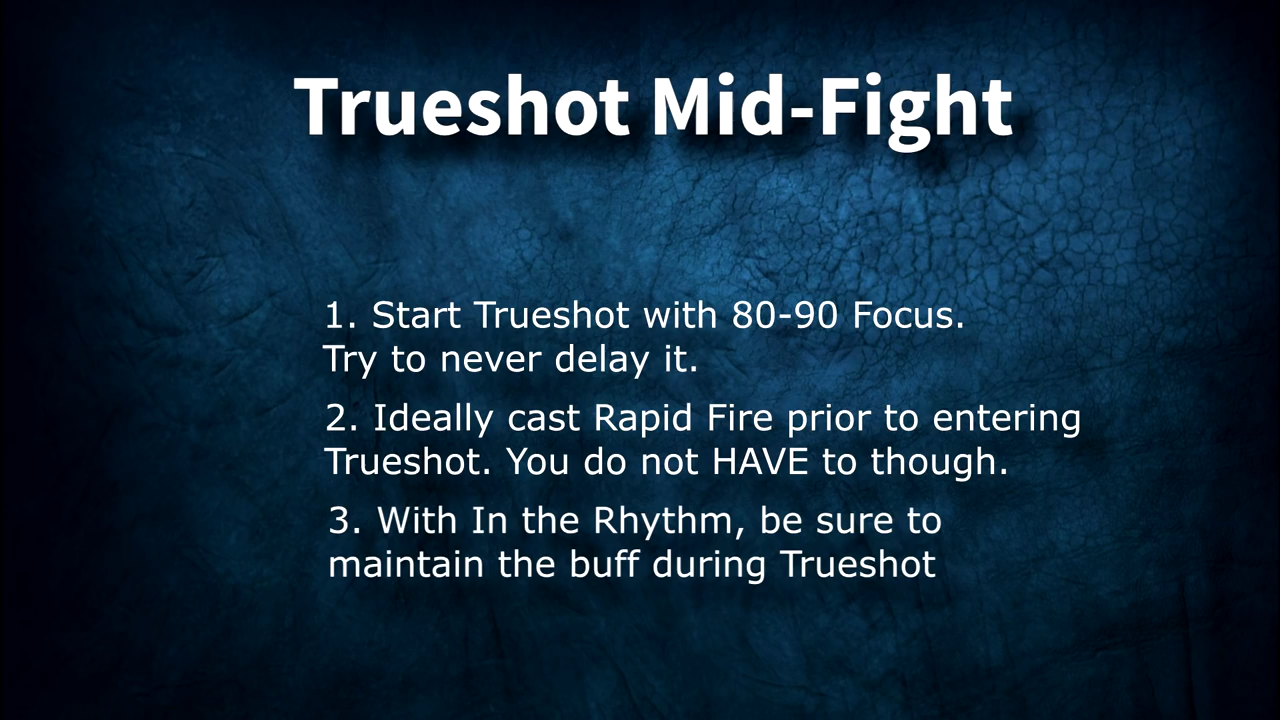 Trueshot Mid-Fight
1. Start Trueshot with 80-90 Focus.
Try to never delay it.
2. Ideally cast Rapid Fire prior to entering
Trueshot. You do not HAVE to though.
3. With In the Rhythm, be sure to
maintain the buff during Trueshot